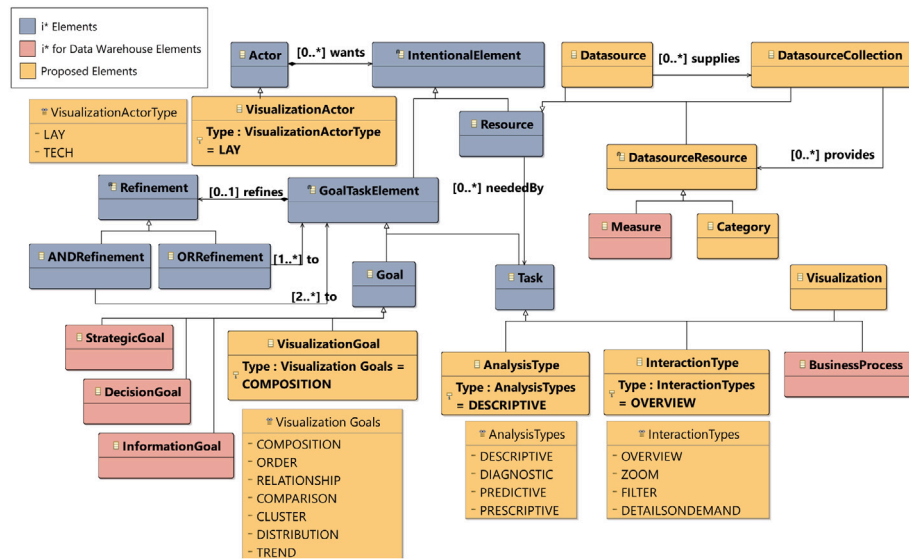 i* Elements
i* for Data Warehouse Elements
Proposed Elements
Actor
[0..*] wants
IntentionalElement
Datasource
[0..*] supplies
DatasourceCollection
VisualizationActorType
- LAY
- TECH
VisualizationActor
Type : VisualizationActorType
= LAY
Resource
DatasourceResource
[0..*] provides
Refinement
[0..1] refines
GoalTaskElement
[0..*] neededBy
Measure
Category
ANDRefinement
ORRefinement
[1..*] to
[2..*] to
Goal
Task
Visualization
StrategicGoal
DecisionGoal
InformationGoal
VisualizationGoal
Type : Visualization Goals =
COMPOSITION
AnalysisType
Type : AnalysisTypes
= DESCRIPTIVE
InteractionType
Type : InteractionTypes
= OVERVIEW
BusinessProcess
Visualization Goals
- COMPOSITION
- ORDER
- RELATIONSHIP
- COMPARISON
- CLUSTER
- DISTRIBUTION
- TREND
AnalysisTypes
- DESCRIPTIVE
- DIAGNOSTIC
- PREDICTIVE
- PRESCRIPTIVE
InteractionTypes
- OVERVIEW
- ZOOM
- FILTER
- DETAILSONDEMAND